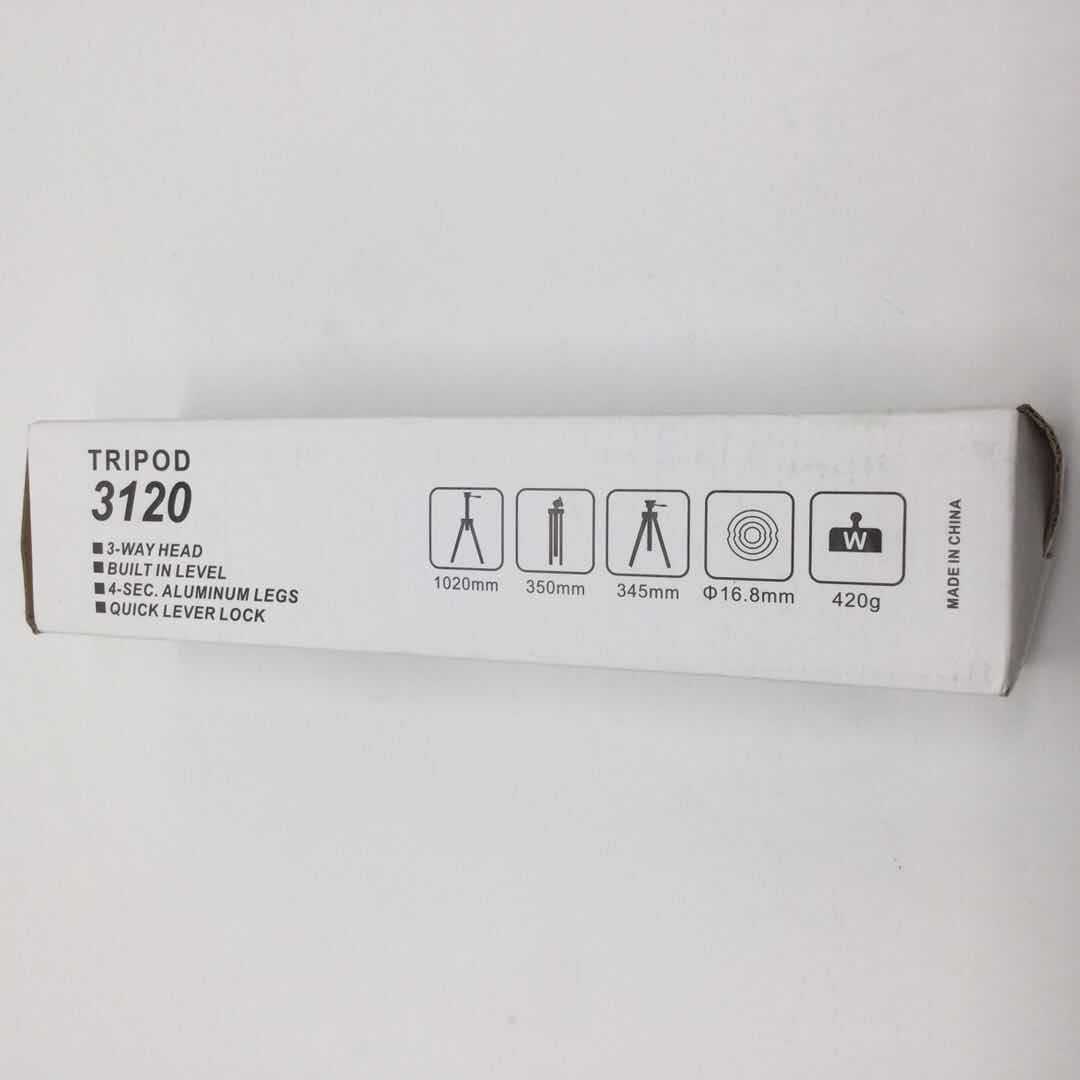 TRIPOD
3120
■3-WAY HEAD
■BUILT IN LEVEL
■4-SEC. ALUMINUM LEGS
■QUICK LEVER LOCK
1020mm
350mm
345mm
Φ16.8mm
W
420g
MADE IN CHINA